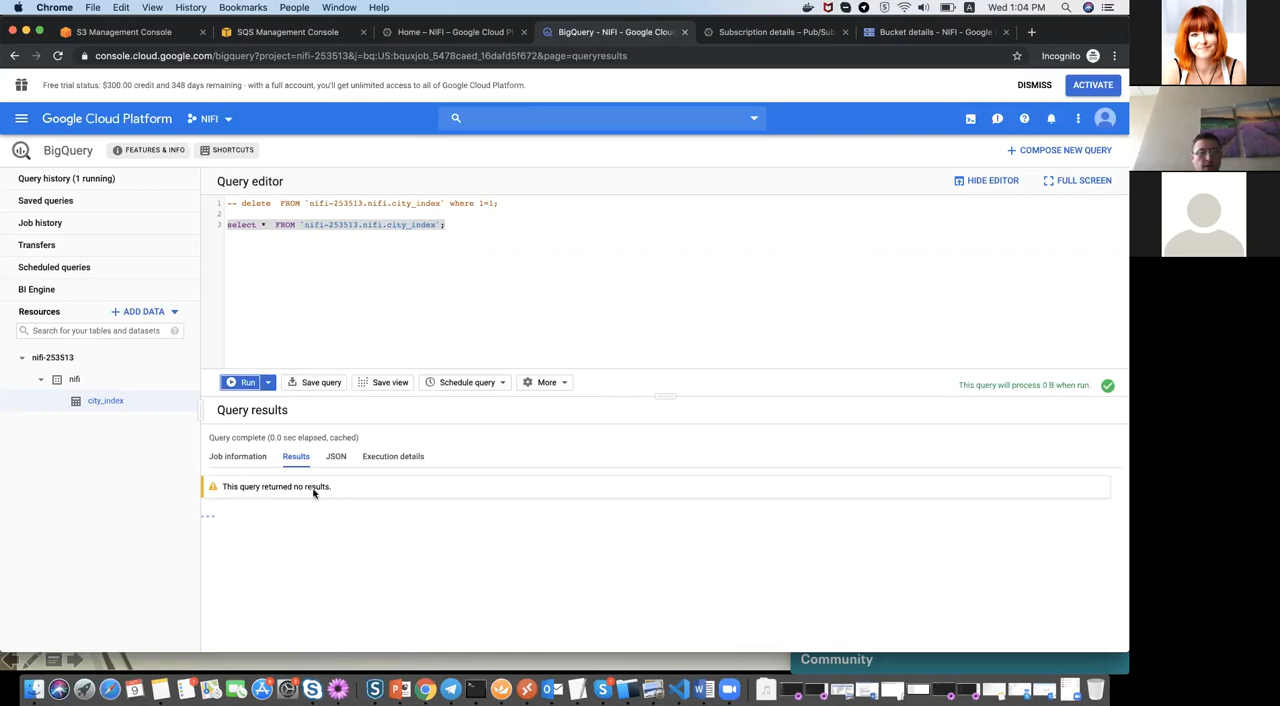 Chrome File Edit View History Bookmarks People Window Help
Wed 1:04 PM
S3 Management Console
SQS Management Console
Home – NIFI – Google Cloud Pl
BigQuery - NIFI - Google Clou
Subscription details – Pub/Sub
Bucket details - NIFI - Google
console.cloud.google.com/bigquery?project=nifi-253513&j=bq:US:bquxjob_5478caed_16dafd5f672&page=queryresults
Incognito
Free trial status: $300.00 credit and 348 days remaining - with a full account, you'll get unlimited access to all of Google Cloud Platform.
DISMISS
ACTIVATE
Google Cloud Platform
NIFI
BigQuery
FEATURES & INFO
SHORTCUTS
+ COMPOSE NEW QUERY
Query history (1 running)
Saved queries
Job history
Transfers
Scheduled queries
BI Engine
Resources
+ ADD DATA
Search for your tables and datasets
nifi-253513
nifi
city_index
Query editor
HIDE EDITOR
FULL SCREEN
1 -- delete FROM `nifi-253513.nifi.city_index` where 1=1;
2
3 select * FROM `nifi-253513.nifi.city_index`;
Run
Save query
Save view
Schedule query
More
This query will process 0 B when run.
Query results
Query complete (0.0 sec elapsed, cached)
Job information
Results
JSON
Execution details
This query returned no results.
Community